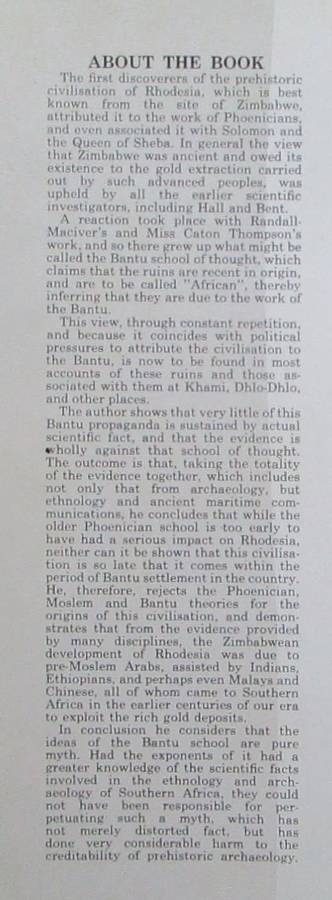 ABOUT THE BOOK
The first discoverers of the prehistoric
civilisation of Rhodesia, which is best
known from the site of Zimbabwe,
attributed it to the work of Phoenicians,
and even associated it with Solomon and
the Queen of Sheba. In general the view
that Zimbabwe was ancient and owed its
existence to the gold extraction carried
out by such advanced peoples, was
upheld by all the earlier scientific
investigators, including Hall and Bent.
A reaction took place with Randall-
Maciver's and Miss Caton Thompson's
work, and so there grew up what might be
called the Bantu school of thought, which
claims that the ruins are recent in origin,
and are to be called "African", thereby
inferring that they are due to the work of
the Bantu.
This view, through constant repetition,
and because it coincides with political
pressures to attribute the civilisation to
the Bantu, is now to be found in most
accounts of these ruins and those as-
sociated with them at Khami, Dhlo-Dhlo,
and other places.
The author shows that very little of this
Bantu propaganda is sustained by actual
scientific fact, and that the evidence is
wholly against that school of thought.
The outcome is that, taking the totality
of the evidence together, which includes
not only that from archaeology, but
ethnology and ancient maritime com-
munications, he concludes that while the
older Phoenician school is too early to
have had a serious impact on Rhodesia,
neither can it be shown that this civilisa-
tion is so late that it comes within the
period of Bantu settlement in the country.
He, therefore, rejects the Phoenician,
Moslem and Bantu theories for the
origins of this civilisation, and demon-
strates that from the evidence provided
by many disciplines, the Zimbabwean
development of Rhodesia was due to
pre-Moslem Arabs, assisted by Indians,
Ethiopians, and perhaps even Malays and
Chinese, all of whom came to Southern
Africa in the earlier centuries of our era
to exploit the rich gold deposits.
In conclusion he considers that the
ideas of the Bantu school are pure
myth. Had the exponents of it had a
greater knowledge of the scientific facts
involved in the ethnology and arch-
aeology of Southern Africa, they could
not have been responsible for per-
petuating such a myth, which has
not merely distorted fact, but has
done very considerable harm to the
creditability of prehistoric archaeology.